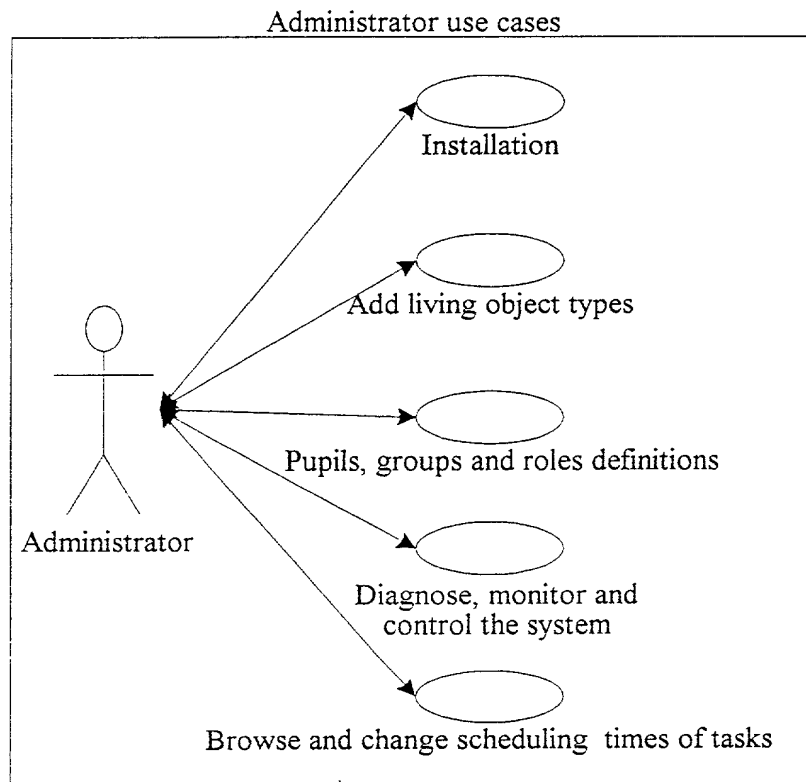 Administrator use cases
Installation
Add living object types
Pupils, groups and roles definitions
Administrator
Diagnose, monitor and
control the system
Browse and change scheduling times of tasks